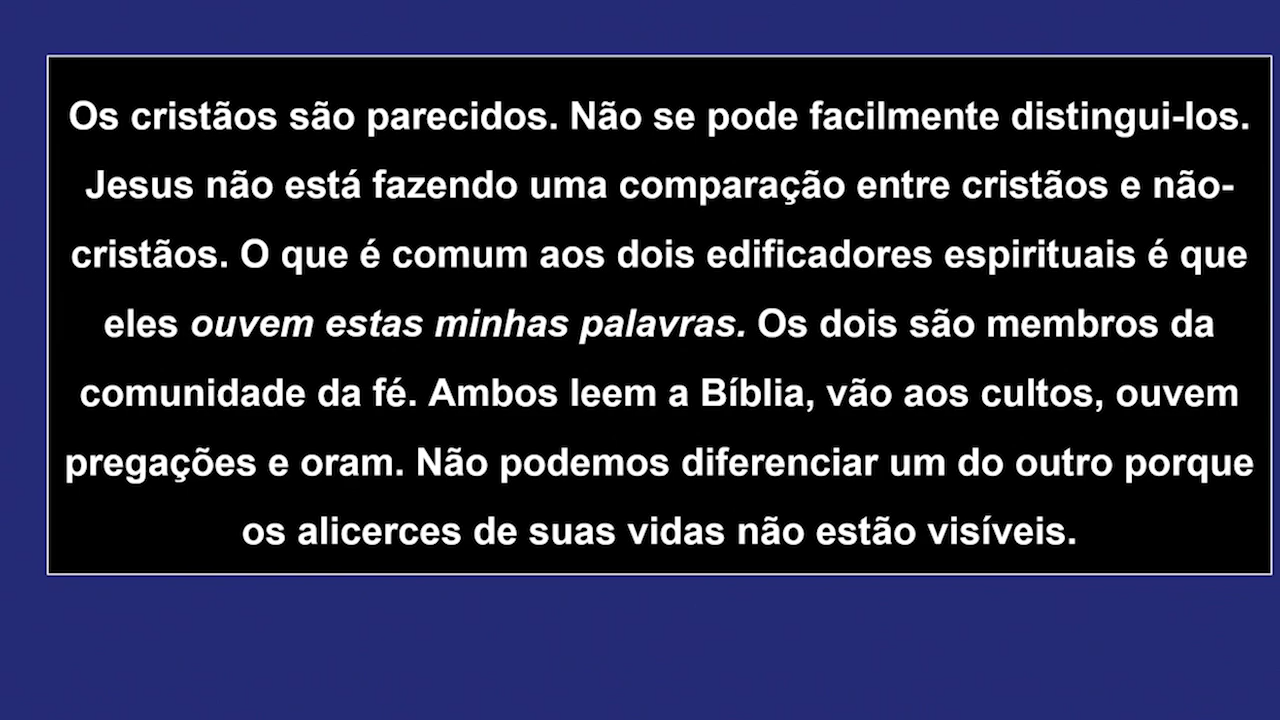 Os cristãos são parecidos. Não se pode facilmente distingui-los.
Jesus não está fazendo uma comparação entre cristãos e não-
cristãos. O que é comum aos dois edificadores espirituais é que
eles ouvem estas minhas palavras. Os dois são membros da
comunidade da fé. Ambos leem a Bíblia, vão aos cultos, ouvem
pregações e oram. Não podemos diferenciar um do outro porque
os alicerces de suas vidas não estão visíveis.